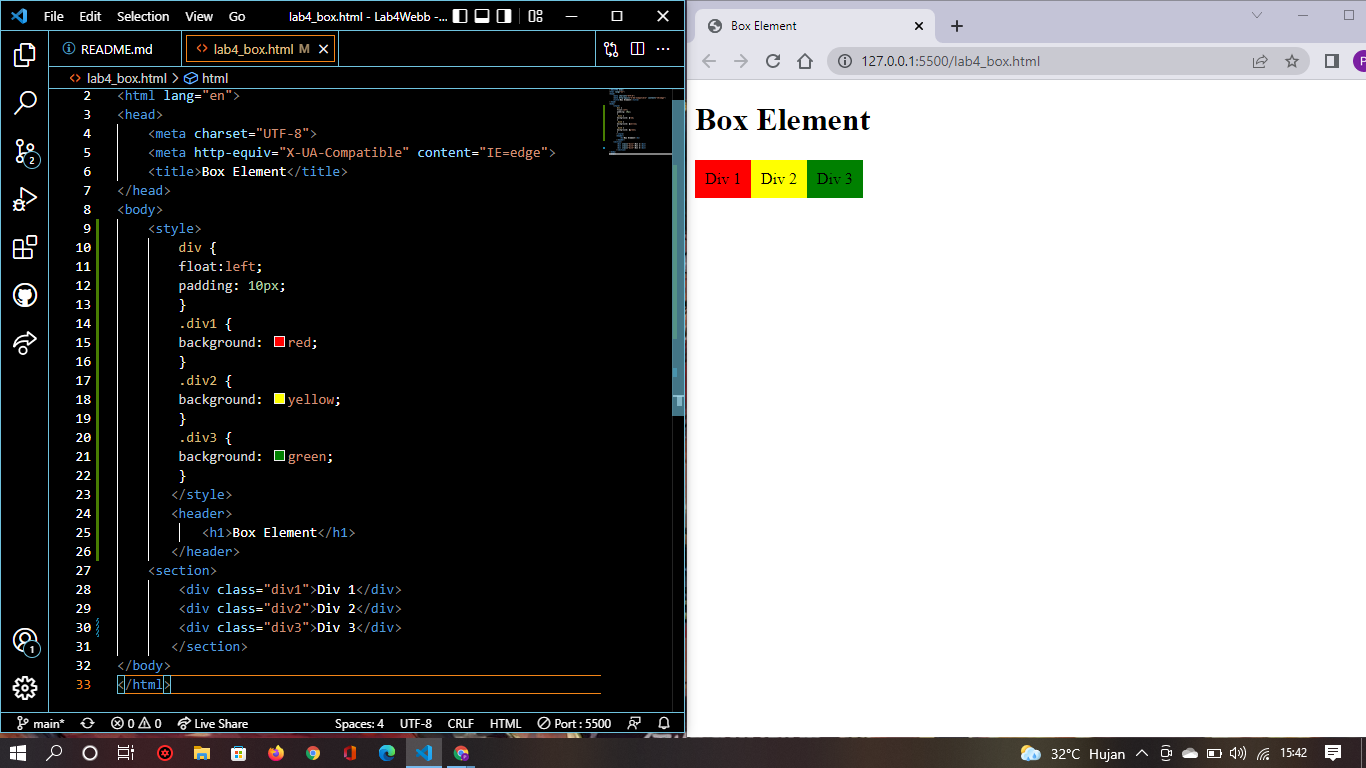 File Edit Selection View Go lab4_box.html - Lab4Webb -...
README.md lab4_box.html M
lab4_box.html > html
2 <html lang="en">
3 <head>
4 <meta charset="UTF-8">
5 <meta http-equiv="X-UA-Compatible" content="IE=edge">
6 <title>Box Element</title>
7 </head>
8 <body>
9 <style>
10 div {
11 float:left;
12 padding: 10px;
13 }
14 .div1 {
15 background: red;
16 }
17 .div2 {
18 background: yellow;
19 }
20 .div3 {
21 background: green;
22 }
23 </style>
24 <header>
25 <h1>Box Element</h1>
26 </header>
27 <section>
28 <div class="div1">Div 1</div>
29 <div class="div2">Div 2</div>
30 <div class="div3">Div 3</div>
31 </section>
32 </body>
33 </html>
2
1
main* 0 0 Live Share Spaces: 4 UTF-8 CRLF HTML Port : 5500
Box Element
127.0.0.1:5500/lab4_box.html P
Box Element
Div 1 Div 2 Div 3
32°C Hujan 15:42